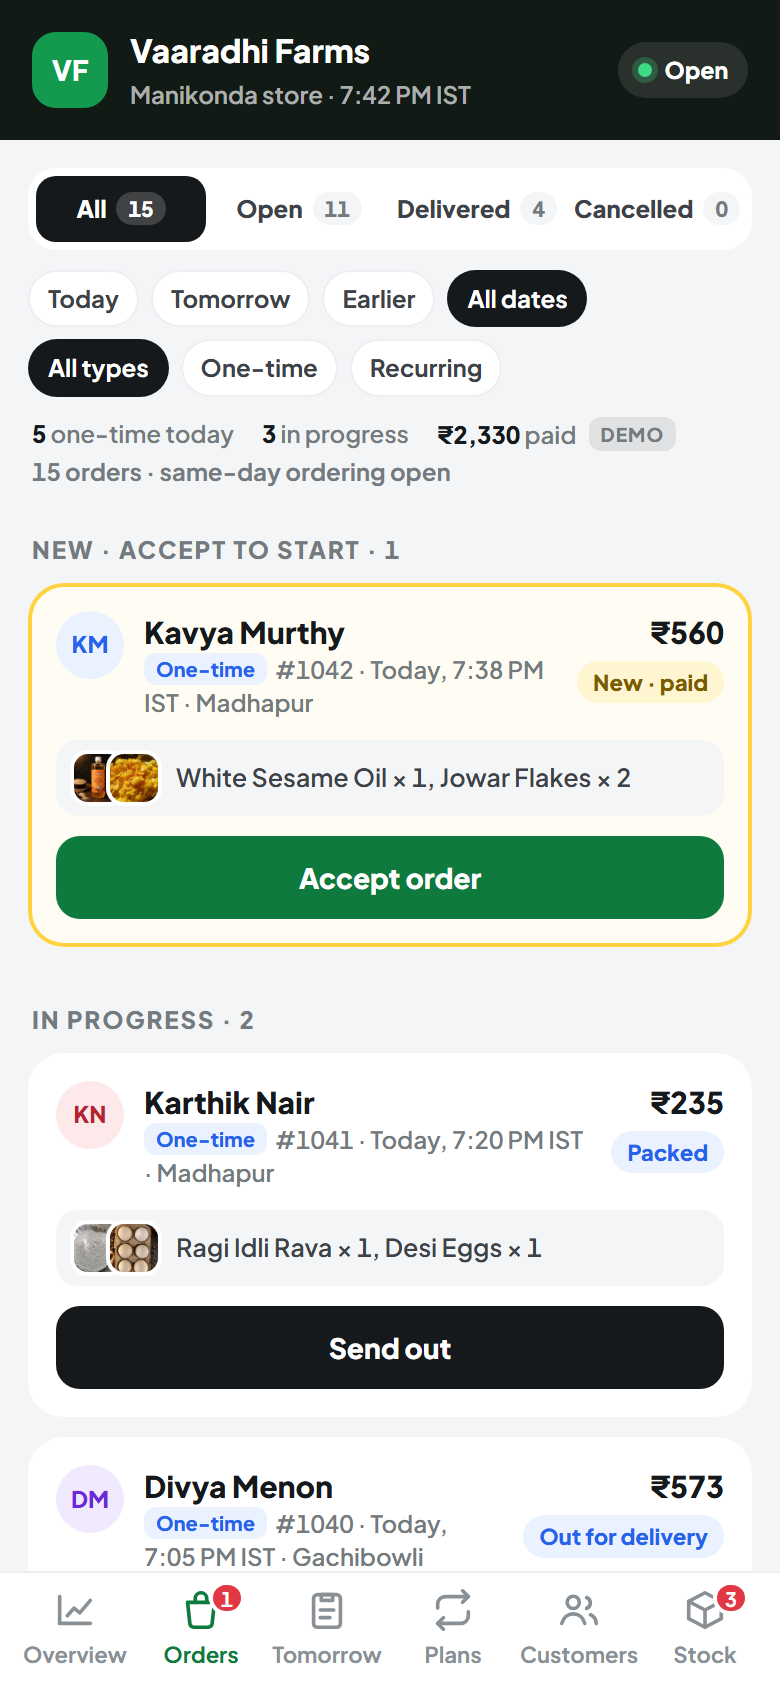 VF
Vaaradhi Farms
Manikonda store · 7:42 PM IST
Open
All 15
Open 11
Delivered 4
Cancelled 0
Today
Tomorrow
Earlier
All dates
All types
One-time
Recurring
5 one-time today 3 in progress ₹2,330 paid DEMO
15 orders · same-day ordering open
NEW · ACCEPT TO START · 1
KM
Kavya Murthy
₹560
One-time #1042 · Today, 7:38 PM
IST · Madhapur
New · paid
White Sesame Oil × 1, Jowar Flakes × 2
Accept order
IN PROGRESS · 2
KN
Karthik Nair
₹235
One-time #1041 · Today, 7:20 PM IST
· Madhapur
Packed
Ragi Idli Rava × 1, Desi Eggs × 1
Send out
DM
Divya Menon
₹573
One-time #1040 · Today,
7:05 PM IST · Gachibowli
Out for delivery
Overview
1
Orders
Tomorrow
Plans
Customers
3
Stock